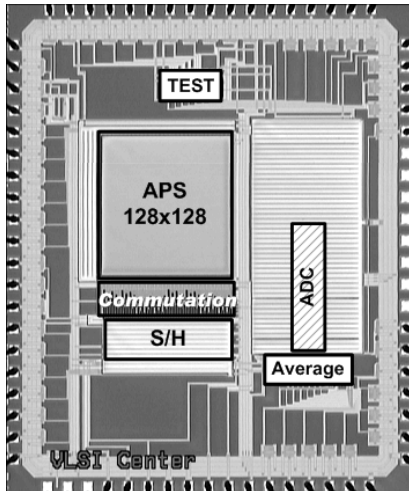 TEST
APS
128x128
Commutation
S/H
ADC
Average
VLSI Center